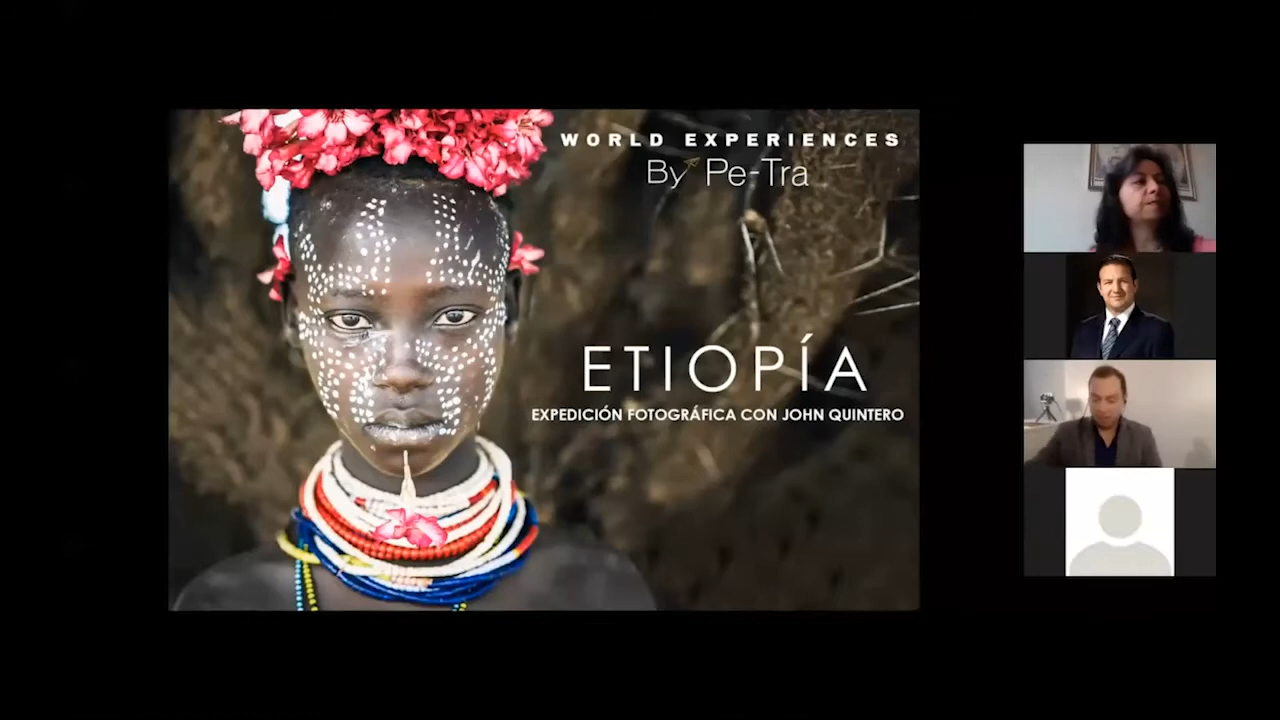 WORLD EXPERIENCES
By Pe-Tra
ETIOPÍA
EXPEDICIÓN FOTOGRÁFICA CON JOHN QUINTERO